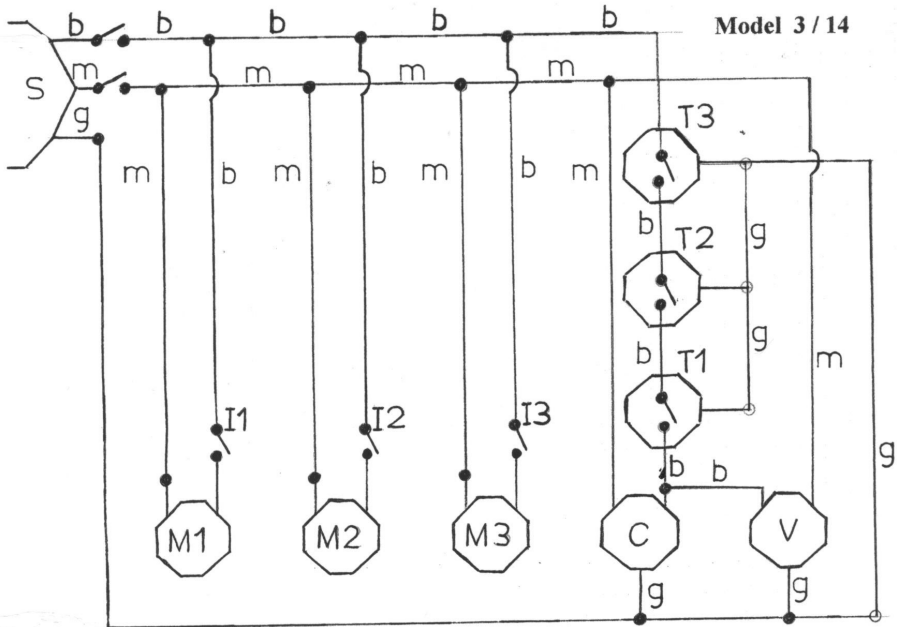 b b b b b Model 3 / 14
m m m m
S
g
T3
m b m b m b m
b g
T2
b g
T1
m
I1 I2 I3
g
b b
M1 M2 M3 C V
g g